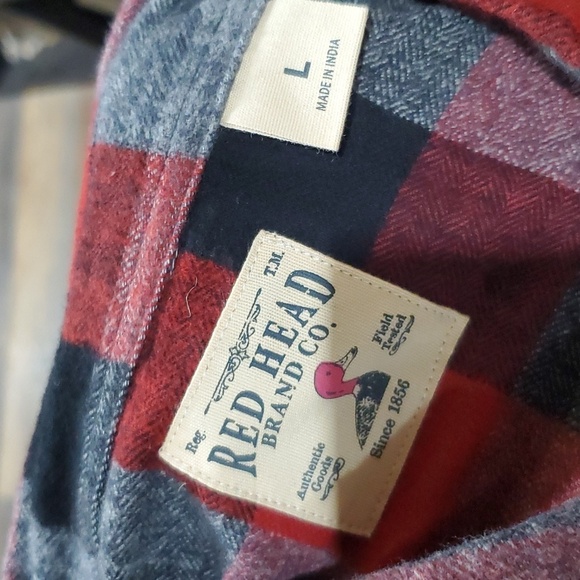 L
MADE IN INDIA
Reg. T.M.
RED HEAD
BRAND CO.
Authentic
Goods
Field
Tested
Since 1856